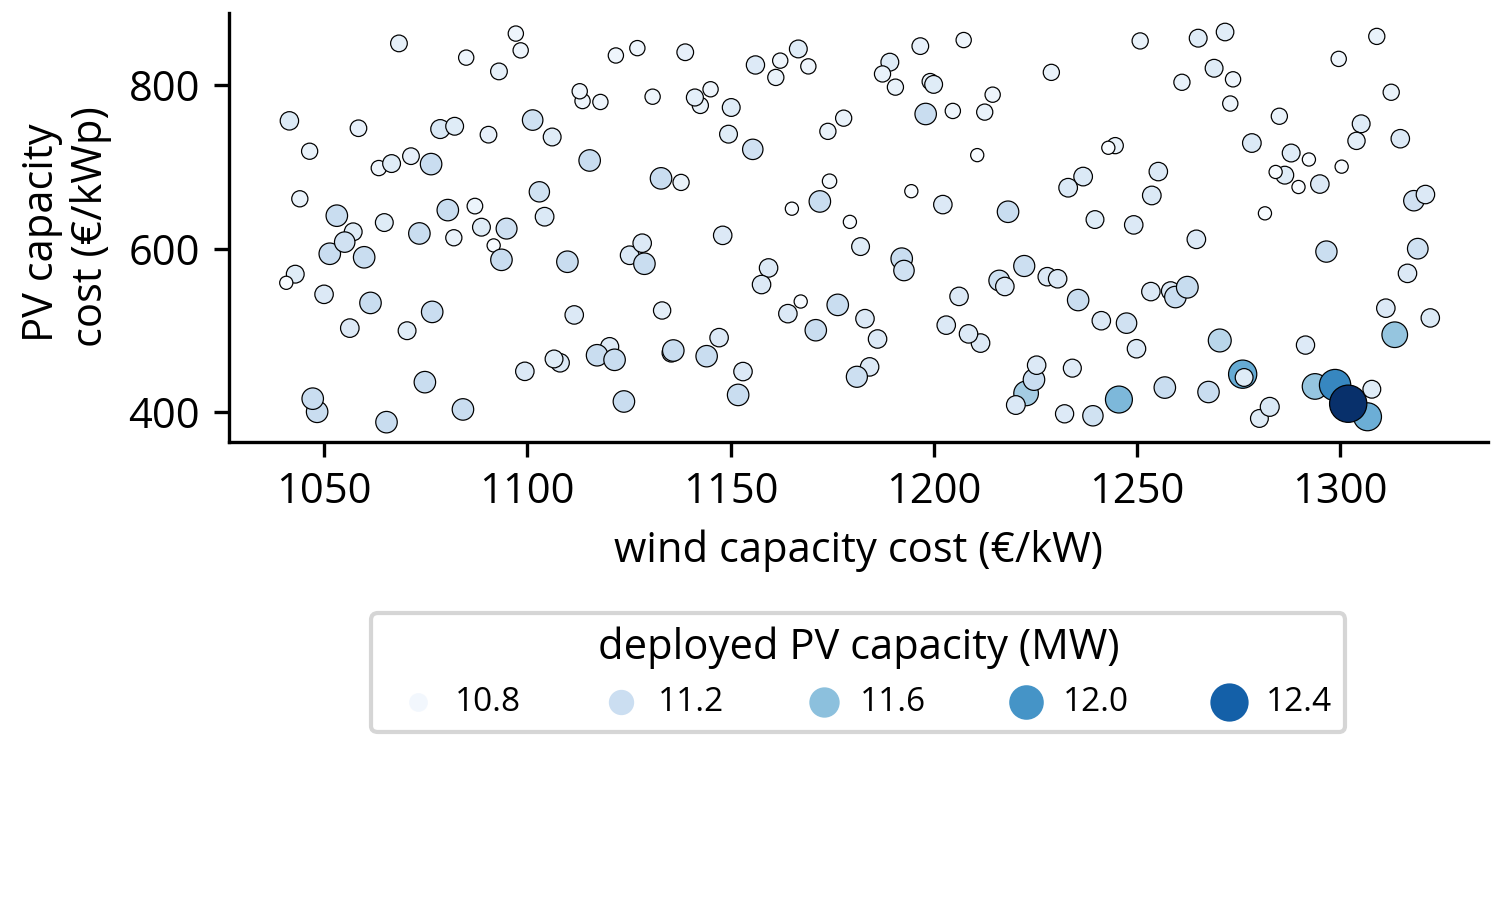 PV capacity
cost (€/kWp)
800
600
400
1050 1100 1150 1200 1250 1300
wind capacity cost (€/kW)
deployed PV capacity (MW)
10.8 11.2 11.6 12.0 12.4